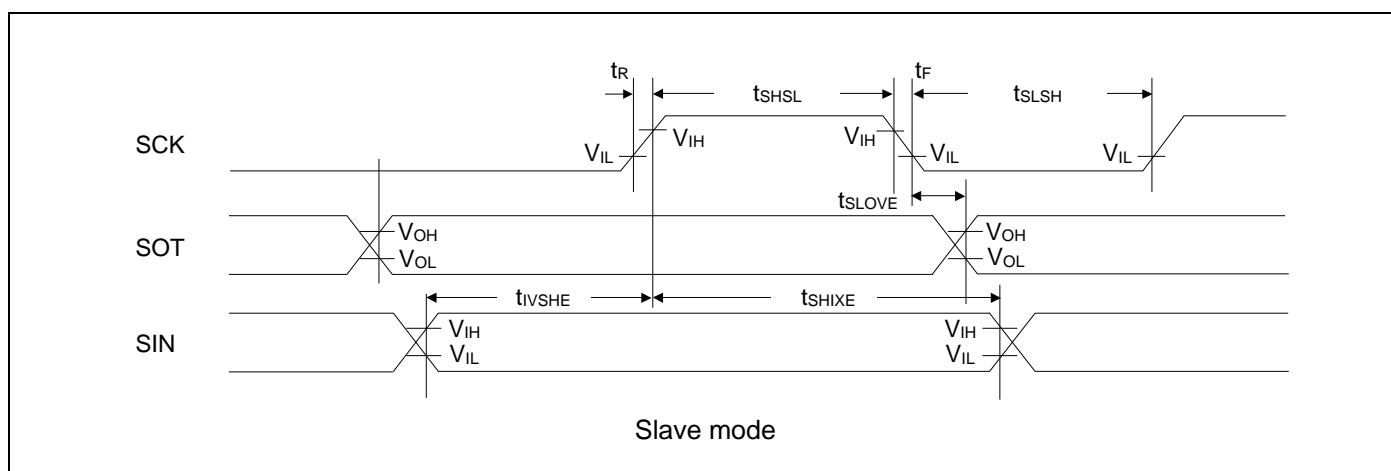 tR tSHSL tF tSLSH
SCK VIL VIH VIH VIL VIL
tSLOVE
SOT VOH VOL VOH VOL
tIVSHE tSHIXE
SIN VIH VIL VIH VIL
Slave mode